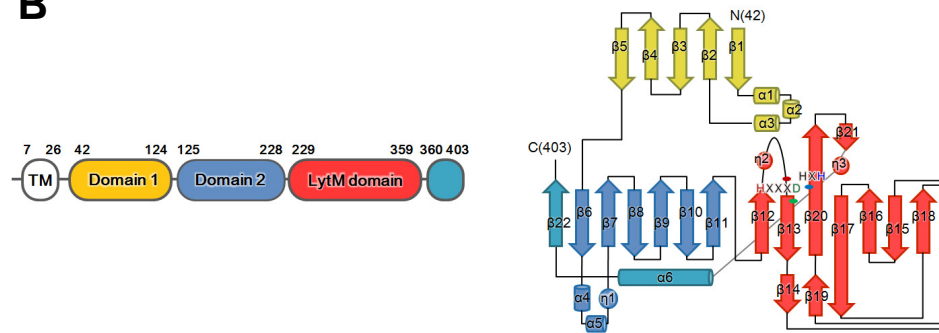 B
7 26 42 124 125 228 229 359 360 403
TM Domain 1 Domain 2 LytM domain
N(42)
β5 β4 β3 β2 β1
α1 α2
α3
C(403)
β21
η2 η3
HXH
HXXXD
β22 β6 β7 β8 β9 β10 β11 β12 β13 β20 β17 β16 β15 β18
α6
α4 η1 β14 β19
α5